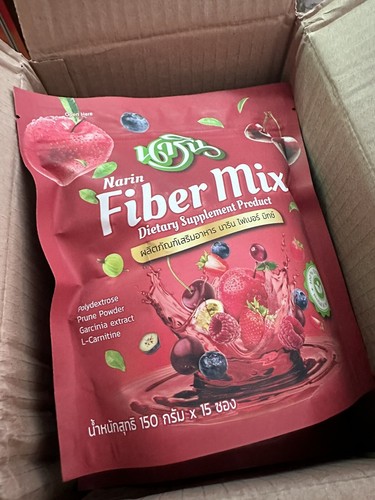 Open Here
นาริน
Narin
Fiber Mix
Dietary Supplement Product
ผลิตภัณฑ์เสริมอาหาร นาริน ไฟเบอร์ มิกซ์
Polydextrose
Prune Powder
Garcinia extract
L-Carnitine
น้ำหนักสุทธิ 150 กรัม x 15 ซอง